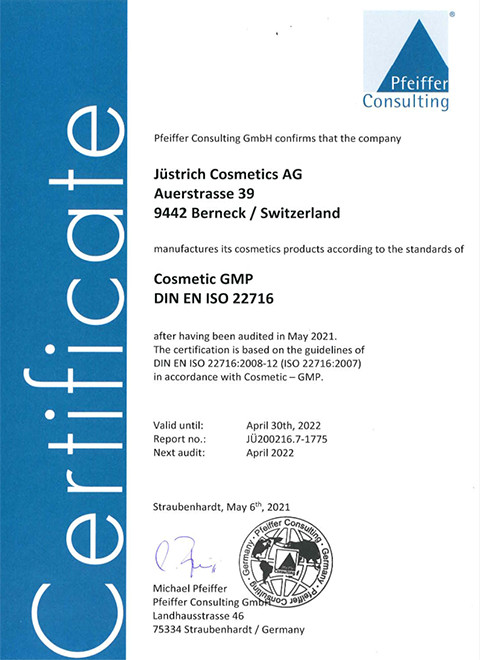 Certificate
®
Pfeiffer
Consulting
Pfeiffer Consulting GmbH confirms that the company
Jüstrich Cosmetics AG
Auerstrasse 39
9442 Berneck / Switzerland
manufactures its cosmetics products according to the standards of
Cosmetic GMP
DIN EN ISO 22716
after having been audited in May 2021.
The certification is based on the guidelines of
DIN EN ISO 22716:2008-12 (ISO 22716:2007)
in accordance with Cosmetic – GMP.
Valid until: April 30th, 2022
Report no.: JÜ200216.7-1775
Next audit: April 2022
Straubenhardt, May 6th, 2021
Pfeiffer Consulting · Germany · Pfeiffer Consulting · Germany ·
Michael Pfeiffer
Pfeiffer Consulting GmbH
Landhausstrasse 46
75334 Straubenhardt / Germany